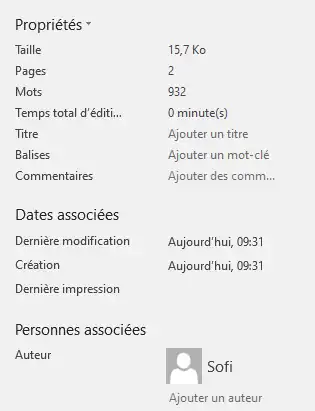 Propriétés
Taille 15,7 Ko
Pages 2
Mots 932
Temps total d'éditi... 0 minute(s)
Titre Ajouter un titre
Balises Ajouter un mot-clé
Commentaires Ajouter des comm...
Dates associées
Dernière modification Aujourd'hui, 09:31
Création Aujourd'hui, 09:31
Dernière impression
Personnes associées
Auteur Sofi
Ajouter un auteur